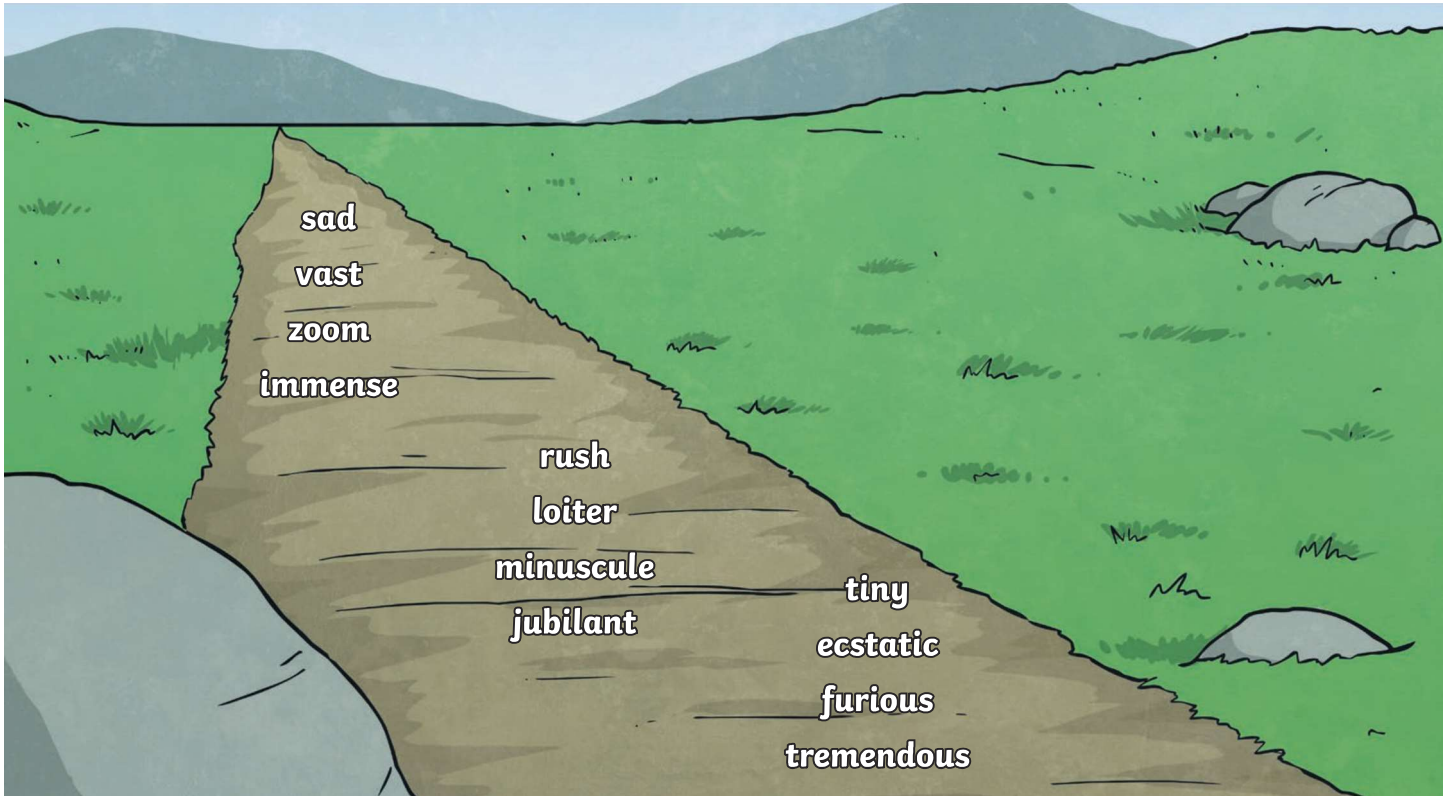 sad
vast
zoom
immense
rush
loiter
minuscule
jubilant
tiny
ecstatic
furious
tremendous